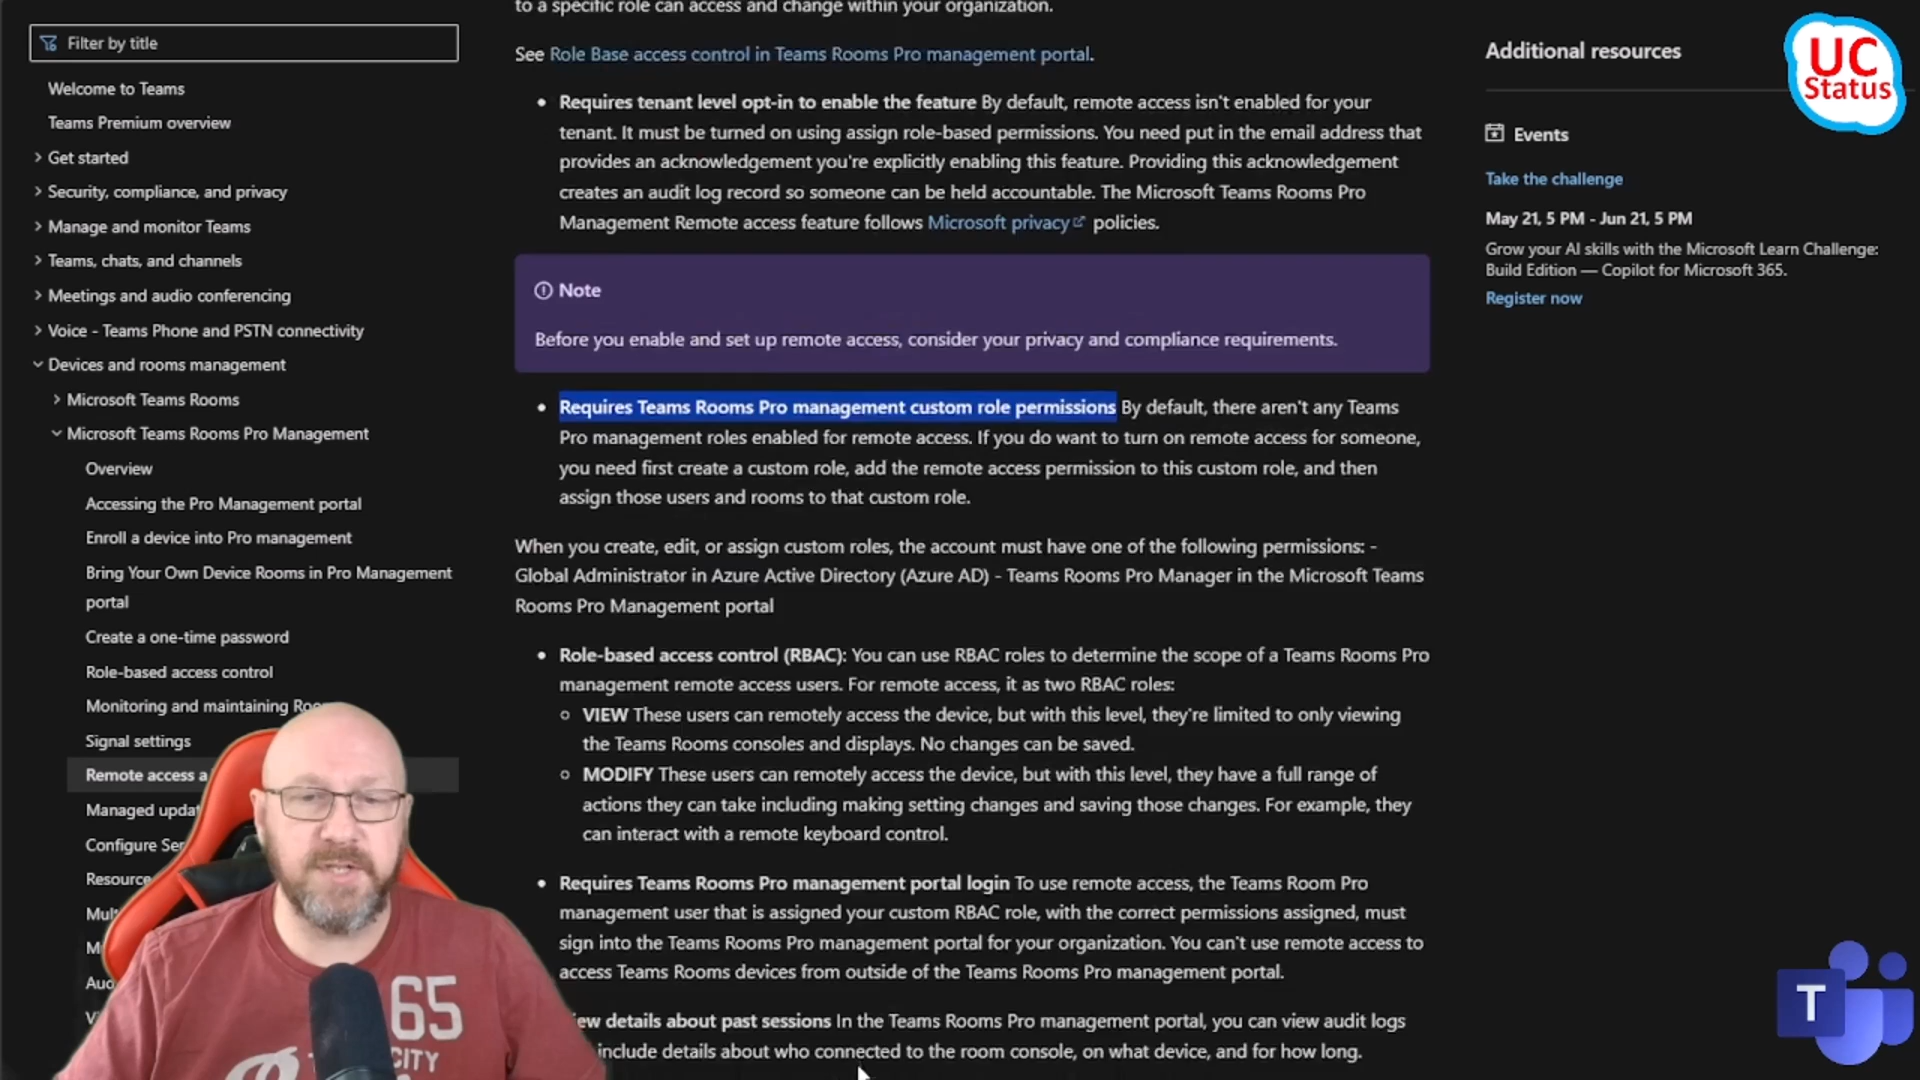 Filter by title
Welcome to Teams
Teams Premium overview
Get started
Security, compliance, and privacy
Manage and monitor Teams
Teams, chats, and channels
Meetings and audio conferencing
Voice - Teams Phone and PSTN connectivity
Devices and rooms management
Microsoft Teams Rooms
Microsoft Teams Rooms Pro Management
Overview
Accessing the Pro Management portal
Enroll a device into Pro management
Bring Your Own Device Rooms in Pro Management
portal
Create a one-time password
Role-based access control
Monitoring and maintaining
Signal settings
Remote access
Managed
Configure
Resource
to a specific role can access and change within your organization.
See Role Base access control in Teams Rooms Pro management portal.
Requires tenant level opt-in to enable the feature By default, remote access isn't enabled for your
tenant. It must be turned on using assign role-based permissions. You need put in the email address that
provides an acknowledgement you're explicitly enabling this feature. Providing this acknowledgement
creates an audit log record so someone can be held accountable. The Microsoft Teams Rooms Pro
Management Remote access feature follows Microsoft privacy policies.
Note
Before you enable and set up remote access, consider your privacy and compliance requirements.
Requires Teams Rooms Pro management custom role permissions By default, there aren't any Teams
Pro management roles enabled for remote access. If you do want to turn on remote access for someone,
you need first create a custom role, add the remote access permission to this custom role, and then
assign those users and rooms to that custom role.
When you create, edit, or assign custom roles, the account must have one of the following permissions: -
Global Administrator in Azure Active Directory (Azure AD) - Teams Rooms Pro Manager in the Microsoft Teams
Rooms Pro Management portal
Role-based access control (RBAC): You can use RBAC roles to determine the scope of a Teams Rooms Pro
management remote access users. For remote access, it as two RBAC roles:
VIEW These users can remotely access the device, but with this level, they're limited to only viewing
the Teams Rooms consoles and displays. No changes can be saved.
MODIFY These users can remotely access the device, but with this level, they have a full range of
actions they can take including making setting changes and saving those changes. For example, they
can interact with a remote keyboard control.
Requires Teams Rooms Pro management portal login To use remote access, the Teams Room Pro
management user that is assigned your custom RBAC role, with the correct permissions assigned, must
sign into the Teams Rooms Pro management portal for your organization. You can't use remote access to
access Teams Rooms devices from outside of the Teams Rooms Pro management portal.
details about past sessions In the Teams Rooms Pro management portal, you can view audit logs
include details about who connected to the room console, on what device, and for how long.
Additional resources
Events
Take the challenge
May 21, 5 PM - Jun 21, 5 PM
Grow your AI skills with the Microsoft Learn Challenge:
Build Edition — Copilot for Microsoft 365.
Register now
UC
Status
T
65
CITY